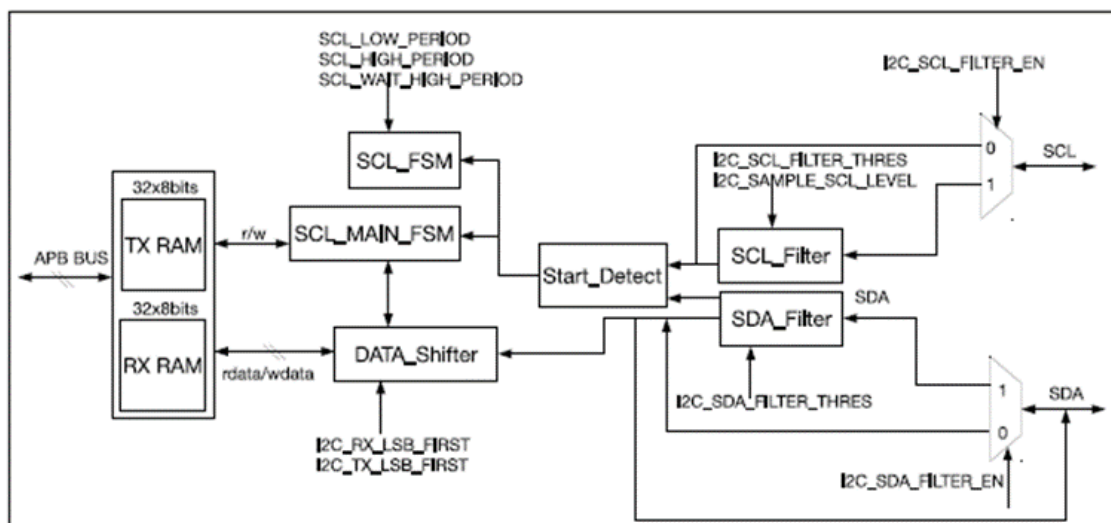 SCL_LOW_PERIOD
SCL_HIGH_PERIOD
SCL_WAIT_HIGH_PERIOD
I2C_SCL_FILTER_EN
SCL_FSM
0
SCL
1
I2C_SCL_FILTER_THRES
I2C_SAMPLE_SCL_LEVEL
32x8bits
TX RAM
r/w
SCL_MAIN_FSM
APB BUS
Start_Detect
SCL_Filter
SDA
32x8bits
RX RAM
rdata/wdata
DATA_Shifter
SDA_Filter
1
SDA
0
I2C_SDA_FILTER_THRES
I2C_RX_LSB_FIRST
I2C_TX_LSB_FIRST
I2C_SDA_FILTER_EN